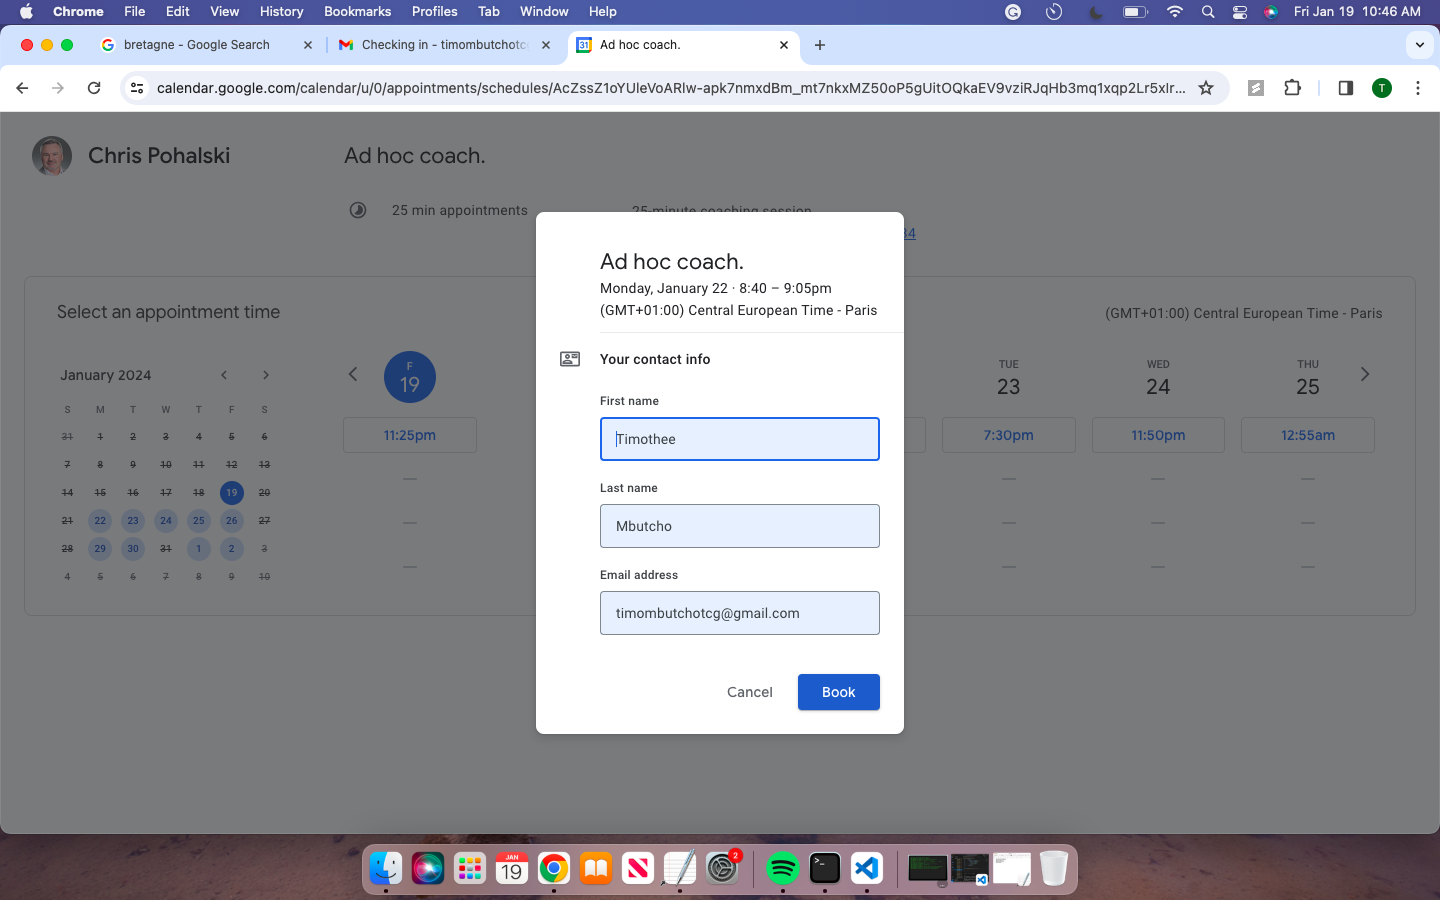 Chrome File Edit View History Bookmarks Profiles Tab Window Help Fri Jan 19 10:46 AM
bretagne - Google Search
Checking in - timombutchotc
Ad hoc coach.
calendar.google.com/calendar/u/0/appointments/schedules/AcZssZ1oYUleVoARlw-apk7nmxdBm_mt7nkxMZ50oP5gUitOQkaEV9vziRJqHb3mq1xqp2Lr5xlr...
T
Chris Pohalski
Ad hoc coach.
25 min appointments
25-minute coaching session
34
Select an appointment time
(GMT+01:00) Central European Time - Paris
January 2024
S M T W T F S
31 1 2 3 4 5 6
7 8 9 10 11 12 13
14 15 16 17 18 19 20
21 22 23 24 25 26 27
28 29 30 31 1 2 3
4 5 6 7 8 9 10
F
19
11:25pm
TUE
23
7:30pm
WED
24
11:50pm
THU
25
12:55am
Ad hoc coach.
Monday, January 22 · 8:40 – 9:05pm
(GMT+01:00) Central European Time - Paris
Your contact info
First name
Timothee
Last name
Mbutcho
Email address
timombutchotcg@gmail.com
Cancel
Book
JAN
19
2